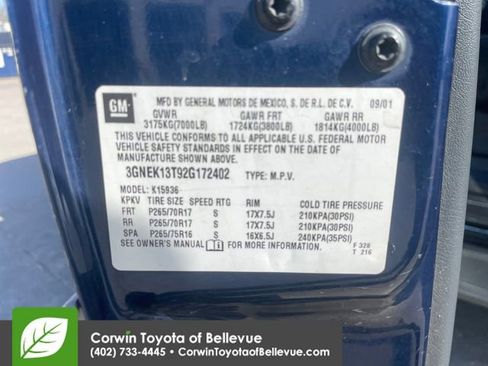 GM
MFD BY GENERAL MOTORS DE MEXICO, S. DE R.L. DE C.V. 09/01
GVWR GAWR FRT GAWR RR
3175KG(7000LB) 1724KG(3800LB) 1814KG(4000LB)
THIS VEHICLE CONFORMS TO ALL APPLICABLE U.S. FEDERAL MOTOR
VEHICLE SAFETY STANDARDS IN EFFECT ON THE DATE OF
MANUFACTURE SHOWN ABOVE.
3GNEK13T92G172402 TYPE: M.P.V.
MODEL: K15936
KPKV TIRE SIZE SPEED RTG RIM COLD TIRE PRESSURE
FRT P265/70R17 S 17X7.5J 210KPA(30PSI)
RR P265/70R17 S 17X7.5J 210KPA(30PSI)
SPA P265/75R16 S 16X6.5J 240KPA(35PSI)
SEE OWNER'S MANUAL FOR MORE INFORMATION. F 328
T 216
Corwin Toyota of Bellevue
(402) 733-4445 • CorwinToyotaofBellevue.com